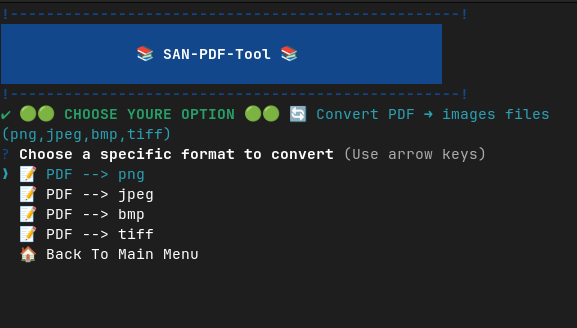 !--------------------------------------------------!
📚 SAN-PDF-Tool 📚
!--------------------------------------------------!
✔ 🟢🟢 CHOOSE YOURE OPTION 🟢🟢 🔄 Convert PDF ➜ images files
(png,jpeg,bmp,tiff)
? Choose a specific format to convert (Use arrow keys)
❯ 📝 PDF --> png
📝 PDF --> jpeg
📝 PDF --> bmp
📝 PDF --> tiff
🏠 Back To Main Menu